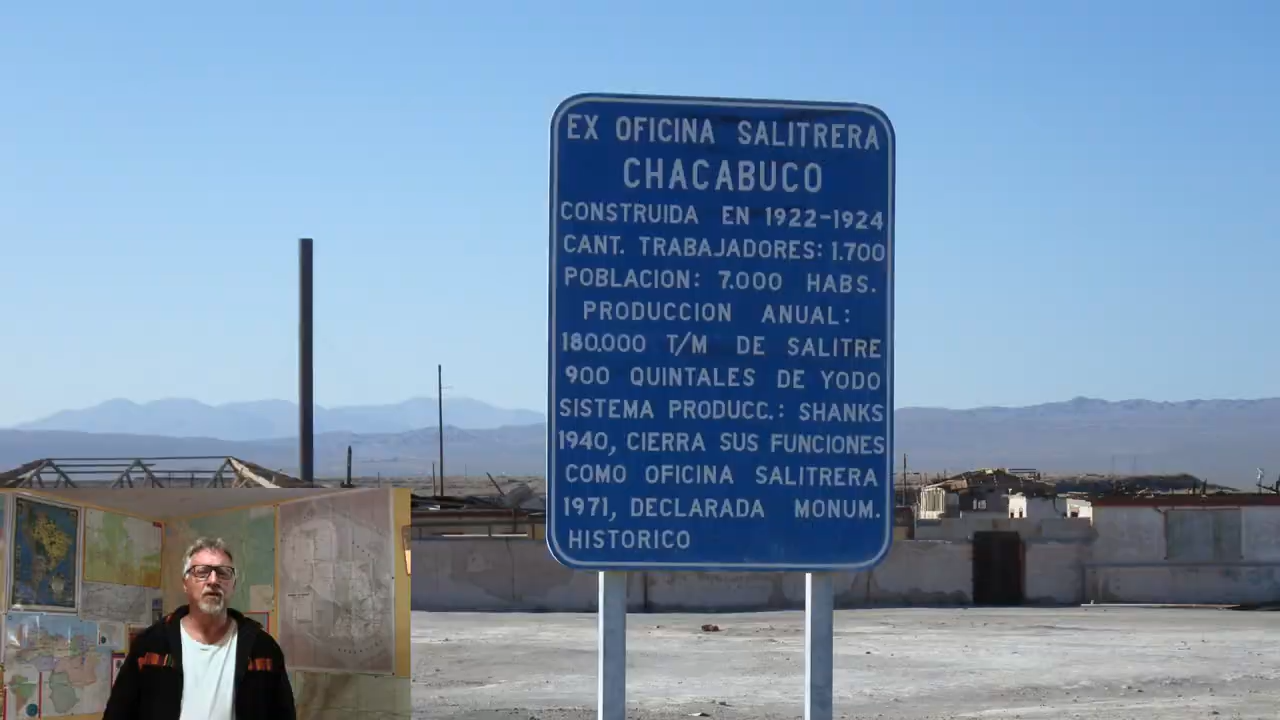 EX OFICINA SALITRERA
CHACABUCO
CONSTRUIDA EN 1922-1924
CANT. TRABAJADORES: 1.700
POBLACION: 7.000 HABS.
PRODUCCION ANUAL:
180.000 T/M DE SALITRE
900 QUINTALES DE YODO
SISTEMA PRODUCC.: SHANKS
1940, CIERRA SUS FUNCIONES
COMO OFICINA SALITRERA
1971, DECLARADA MONUM.
HISTORICO